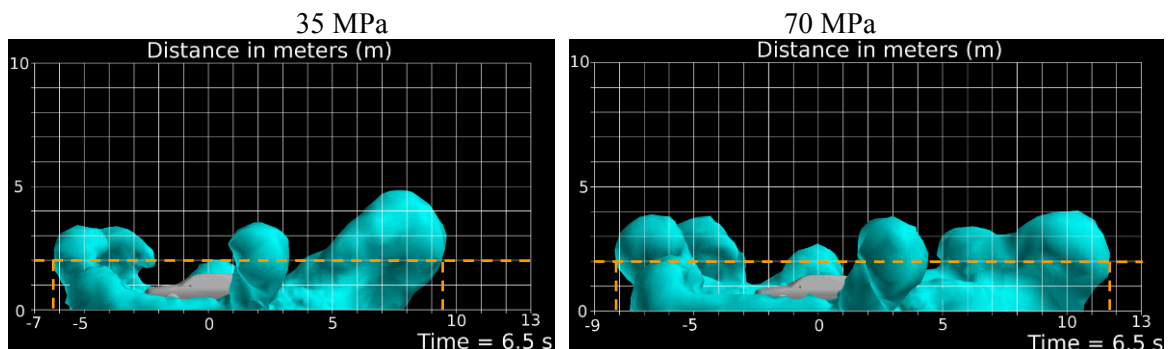 35 MPa
Distance in meters (m)
10
5
0
-7 -5 0 5 10 13
Time = 6.5 s
70 MPa
Distance in meters (m)
10
5
0
-9 -5 0 5 10 13
Time = 6.5 s